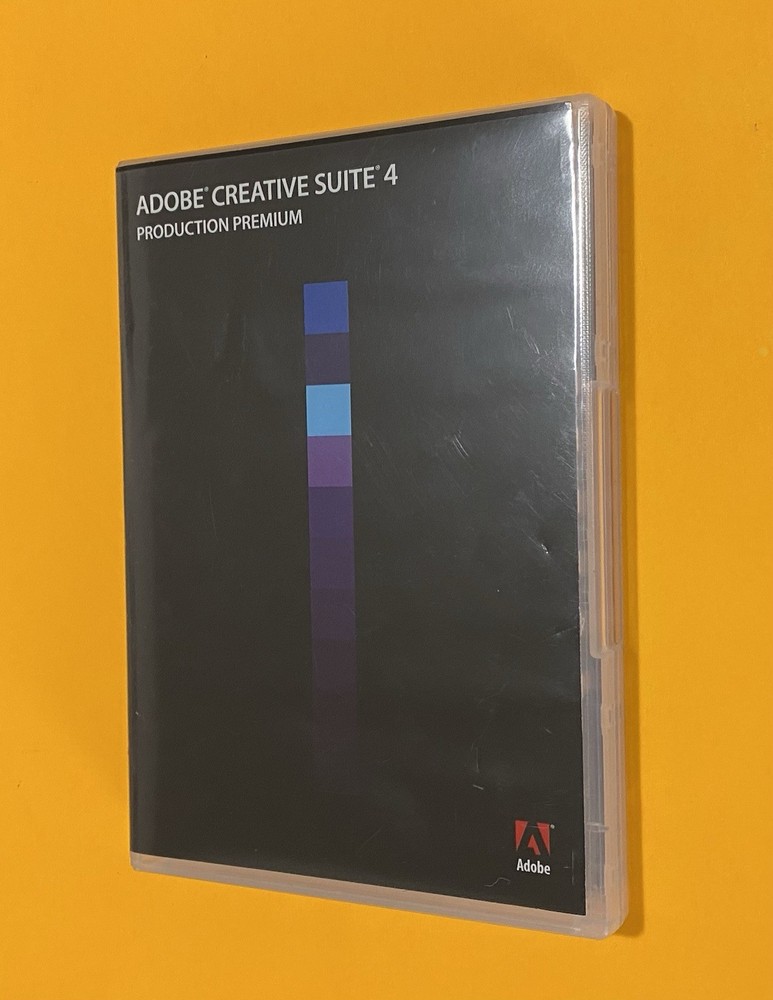 ADOBE® CREATIVE SUITE® 4
PRODUCTION PREMIUM
Adobe